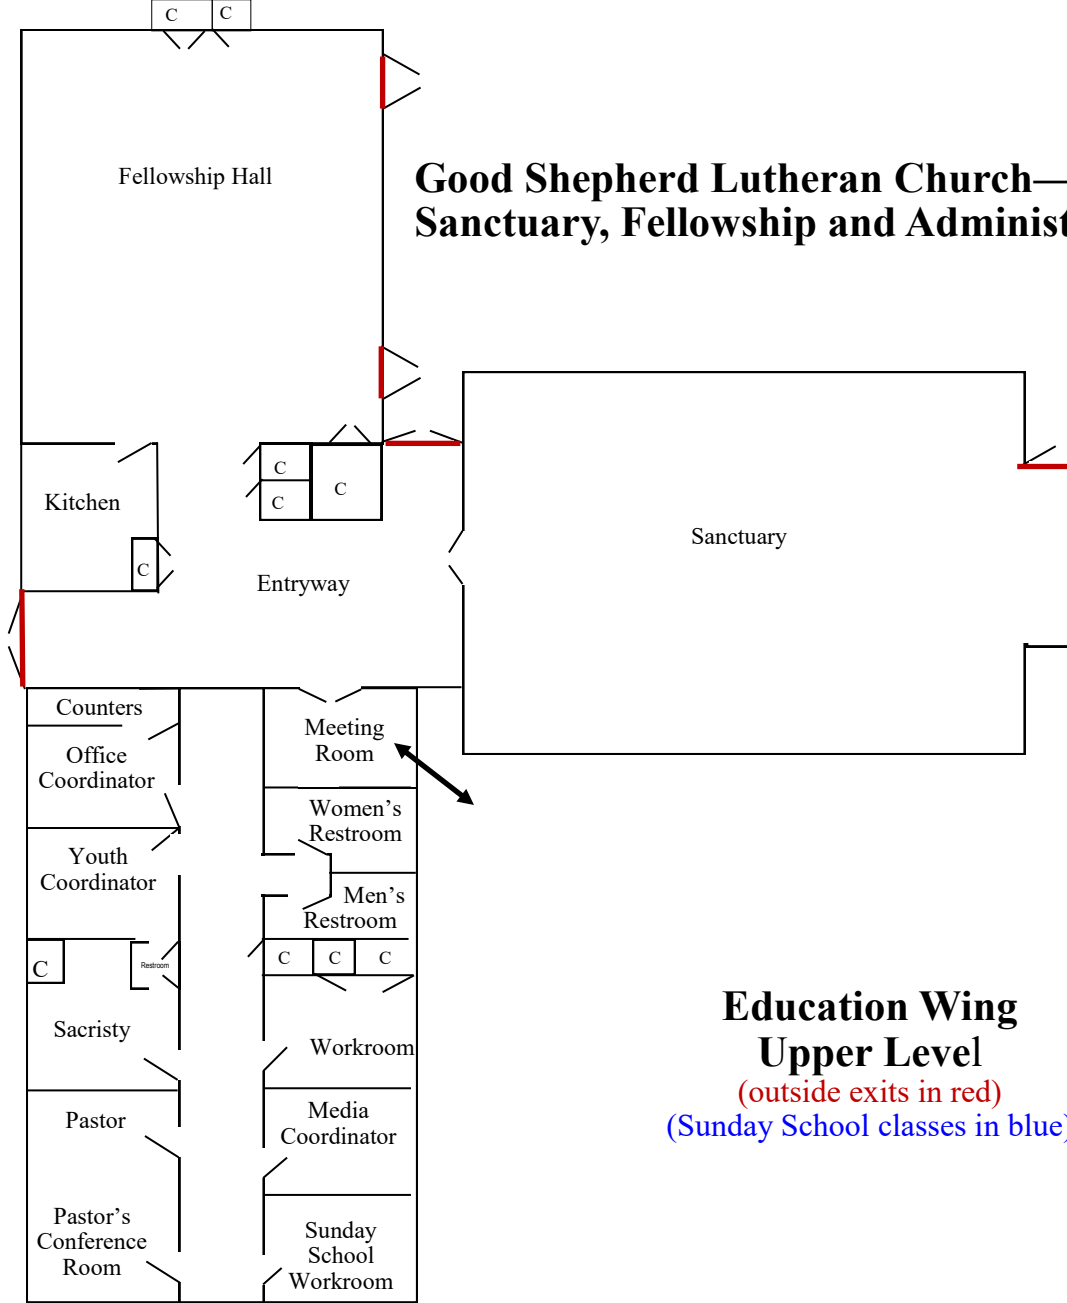 C
C
Fellowship Hall
Good Shepherd Lutheran Church—
Sanctuary, Fellowship and Administ
C
C
C
Kitchen
Sanctuary
C
Entryway
Counters
Meeting
Room
Office
Coordinator
Women's
Restroom
Youth
Coordinator
Men's
Restroom
C
Restroom
C
C
C
Sacristy
Workroom
Education Wing
Upper Level
(outside exits in red)
(Sunday School classes in blue)
Pastor
Media
Coordinator
Pastor's
Conference
Room
Sunday
School
Workroom